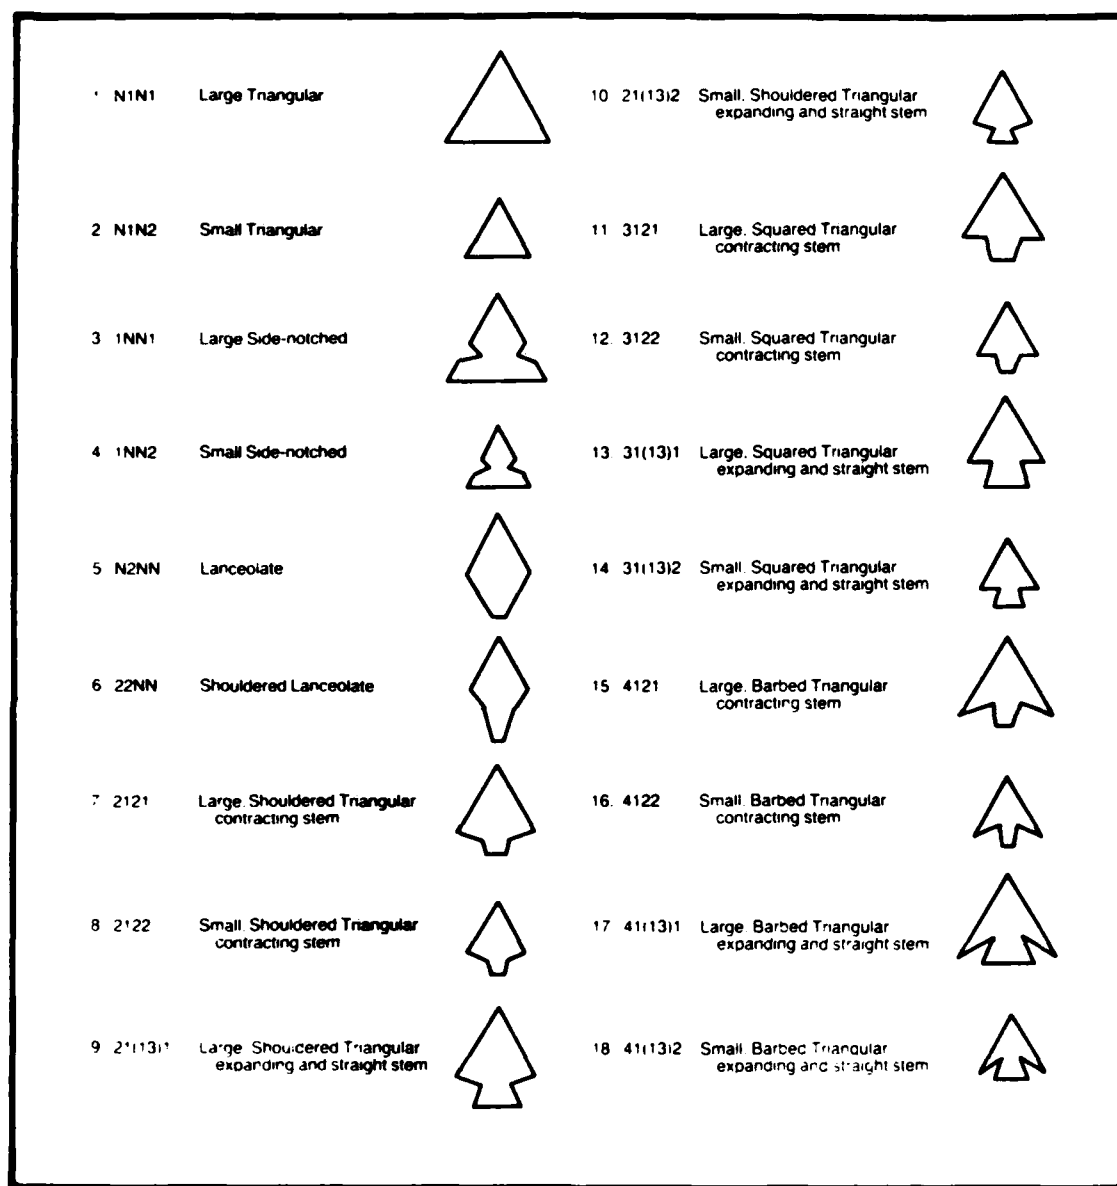 1 N1N1 Large Triangular
2 N1N2 Small Triangular
3 1NN1 Large Side-notched
4 1NN2 Small Side-notched
5 N2NN Lanceolate
6 22NN Shouldered Lanceolate
7 2121 Large. Shouldered Triangular
contracting stem
8 2122 Small. Shouldered Triangular
contracting stem
9 21(13)1 Large. Shouldered Triangular
expanding and straight stem
10 21(13)2 Small. Shouldered Triangular
expanding and straight stem
11 3121 Large. Squared Triangular
contracting stem
12. 3122 Small. Squared Triangular
contracting stem
13 31(13)1 Large. Squared Triangular
expanding and straight stem
14 31(13)2 Small. Squared Triangular
expanding and straight stem
15 4121 Large. Barbed Triangular
contracting stem
16. 4122 Small. Barbed Triangular
contracting stem
17 41(13)1 Large. Barbed Triangular
expanding and straight stem
18 41(13)2 Small. Barbed Triangular
expanding and straight stem